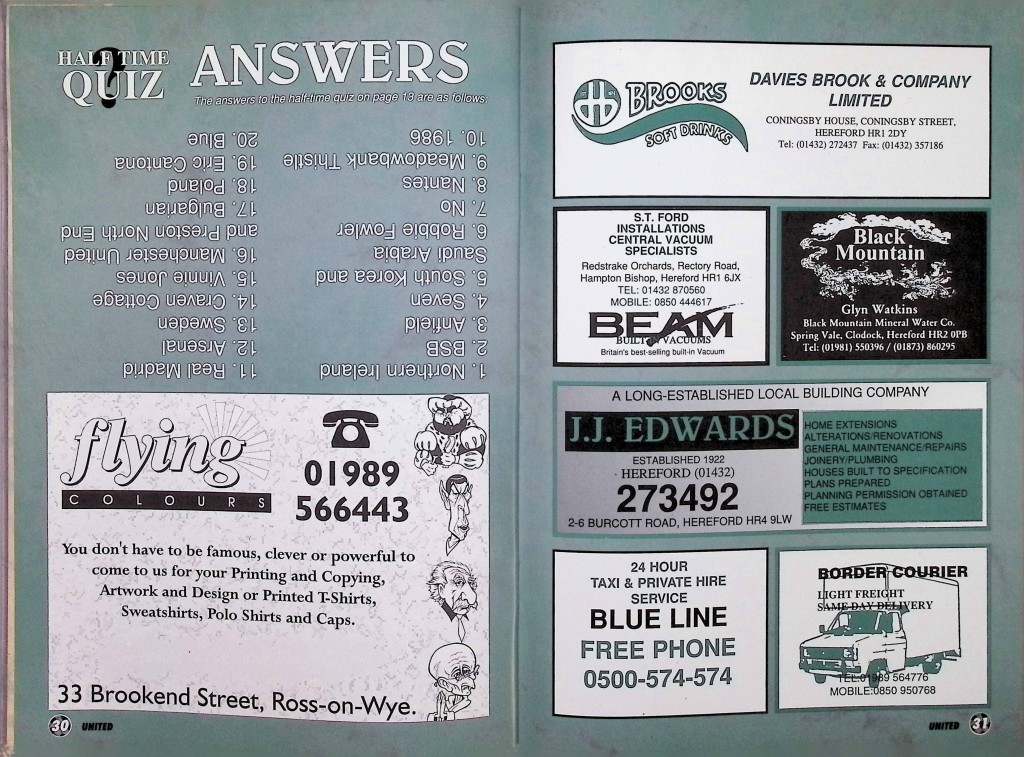 HALF TIME
QUIZ
?
ANSWERS
The answers to the half-time quiz on page 13 are as follows:
1. Northern Ireland
2. BSB
3. Anfield
4. Seven
5. South Korea and
Saudi Arabia
6. Robbie Fowler
7. No
8. Nantes
9. Meadowbank Thistle
10. 1986
11. Real Madrid
12. Arsenal
13. Sweden
14. Craven Cottage
15. Vinnie Jones
16. Manchester United
and Preston North End
17. Bulgarian
18. Poland
19. Eric Cantona
20. Blue
flying
COLOURS
01989
566443
You don't have to be famous, clever or powerful to
come to us for your Printing and Copying,
Artwork and Design or Printed T-Shirts,
Sweatshirts, Polo Shirts and Caps.
33 Brookend Street, Ross-on-Wye.
30 UNITED
BROOKS
SOFT DRINKS
DAVIES BROOK & COMPANY
LIMITED
CONINGSBY HOUSE, CONINGSBY STREET,
HEREFORD HR1 2DY
Tel: (01432) 272437 Fax: (01432) 357186
S.T. FORD
INSTALLATIONS
CENTRAL VACUUM
SPECIALISTS
Redstrake Orchards, Rectory Road,
Hampton Bishop, Hereford HR1 6JX
TEL: 01432 870560
MOBILE: 0850 444617
BEAM
BUILT IN VACUUMS
Britain's best-selling built-in Vacuum
Black
Mountain
Glyn Watkins
Black Mountain Mineral Water Co.
Spring Vale, Clodock, Hereford HR2 0PB
Tel: (01981) 550396 / (01873) 860295
A LONG-ESTABLISHED LOCAL BUILDING COMPANY
J.J. EDWARDS
ESTABLISHED 1922
HEREFORD (01432)
273492
2-6 BURCOTT ROAD, HEREFORD HR4 9LW
HOME EXTENSIONS
ALTERATIONS/RENOVATIONS
GENERAL MAINTENANCE/REPAIRS
JOINERY/PLUMBING
HOUSES BUILT TO SPECIFICATION
PLANS PREPARED
PLANNING PERMISSION OBTAINED
FREE ESTIMATES
24 HOUR
TAXI & PRIVATE HIRE
SERVICE
BLUE LINE
FREE PHONE
0500-574-574
BORDER COURIER
LIGHT FREIGHT
SAME DAY DELIVERY
TEL:01989 564776
MOBILE:0850 950768
UNITED 31